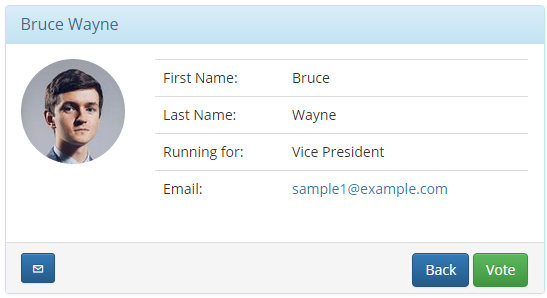 Bruce Wayne
First Name: Bruce
Last Name: Wayne
Running for: Vice President
Email: sample1@example.com
Back Vote